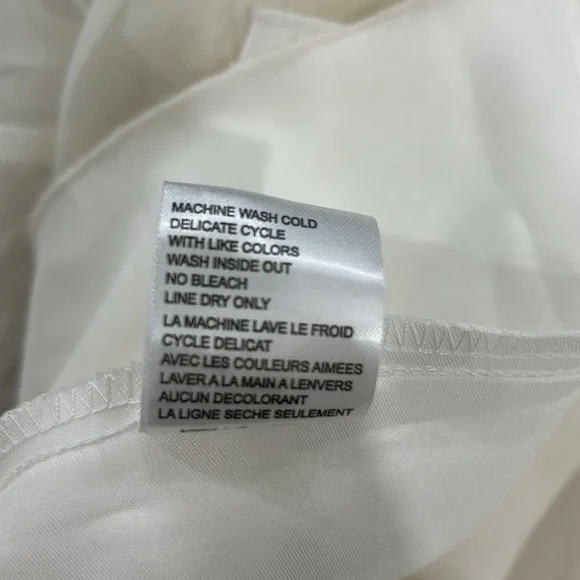 MACHINE WASH COLD
DELICATE CYCLE
WITH LIKE COLORS
WASH INSIDE OUT
NO BLEACH
LINE DRY ONLY
LA MACHINE LAVE LE FROID
CYCLE DELICAT
AVEC LES COULEURS AIMEES
LAVER A LA MAIN A LENVERS
AUCUN DECOLORANT
LA LIGNE SECHE SEULEMENT